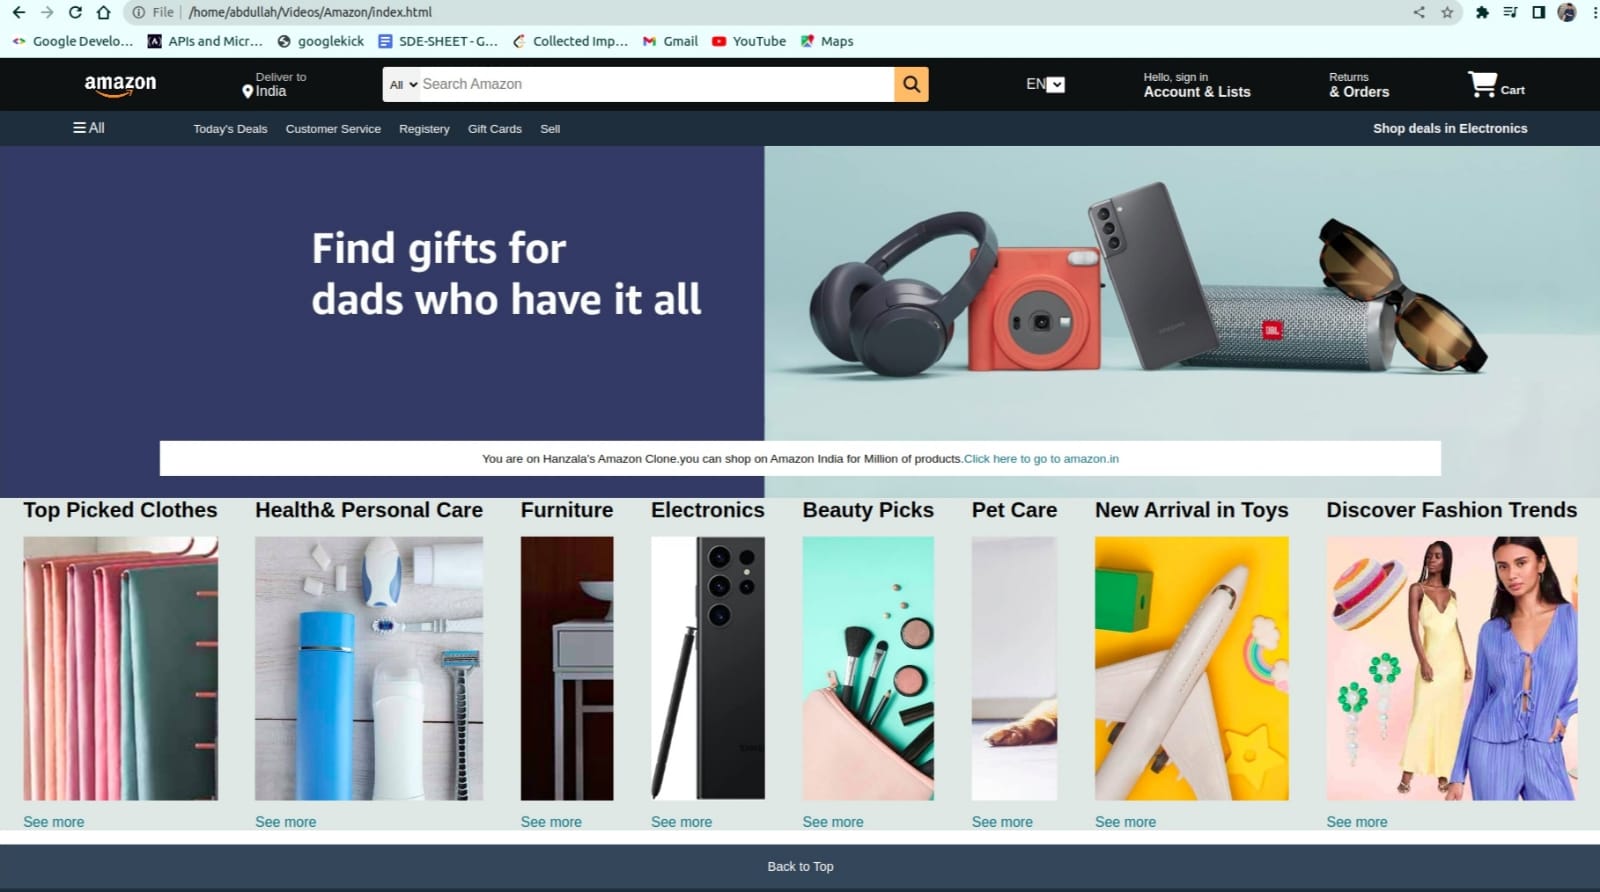 File | /home/abdullah/Videos/Amazon/index.html
Google Develo... APIs and Micr... googlekick SDE-SHEET - G... Collected Imp... Gmail YouTube Maps
amazon
Deliver to
India
All Search Amazon
EN
Hello, sign in
Account & Lists
Returns
& Orders
Cart
All Today's Deals Customer Service Registery Gift Cards Sell Shop deals in Electronics
Find gifts for
dads who have it all
JBL
You are on Hanzala's Amazon Clone.you can shop on Amazon India for Million of products.Click here to go to amazon.in
Top Picked Clothes Health& Personal Care Furniture Electronics Beauty Picks Pet Care New Arrival in Toys Discover Fashion Trends
See more See more See more See more See more See more See more See more
Back to Top